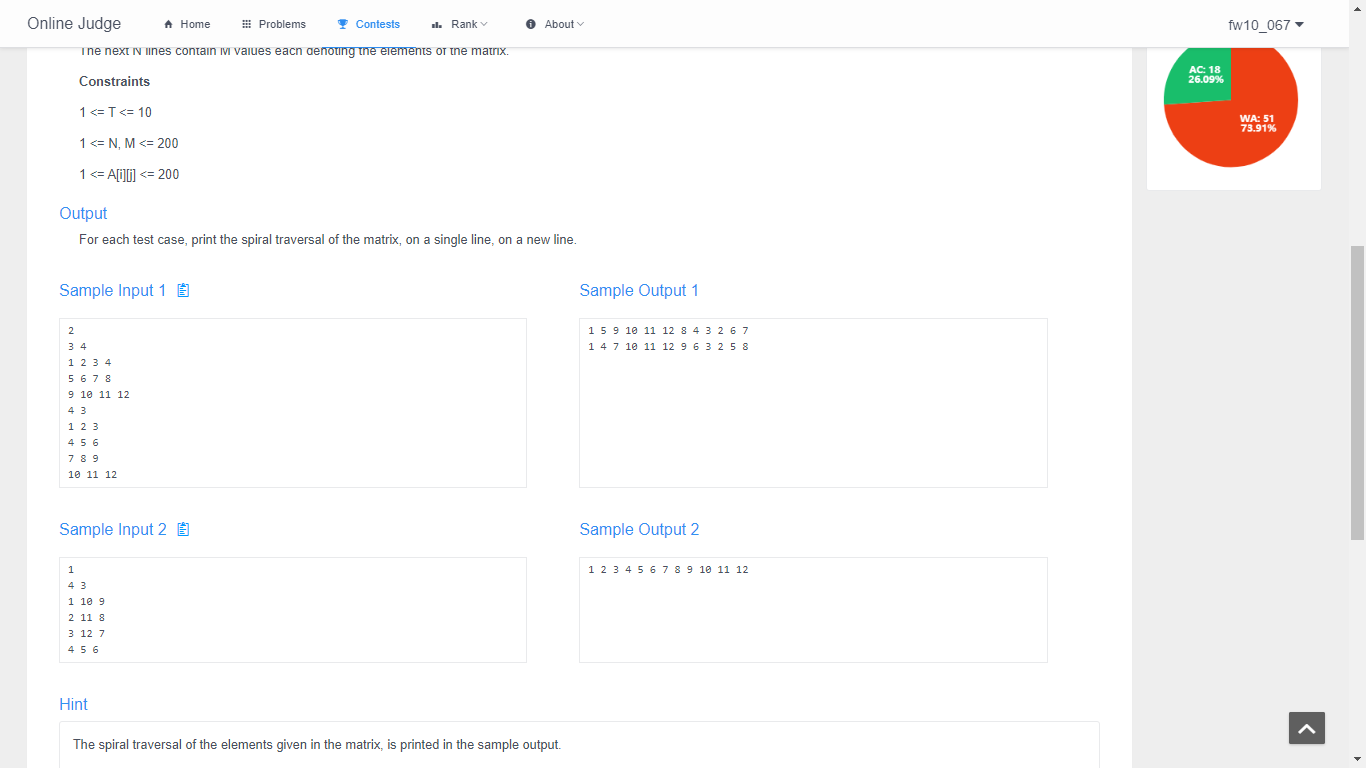 Online Judge
Home
Problems
Contests
Rank
About
fw10_067
The next N lines contain M values each denoting the elements of the matrix.
Constraints
1 <= T <= 10
1 <= N, M <= 200
1 <= A[i][j] <= 200
AC: 18
26.09%
WA: 51
73.91%
Output
For each test case, print the spiral traversal of the matrix, on a single line, on a new line.
Sample Input 1
2
3 4
1 2 3 4
5 6 7 8
9 10 11 12
4 3
1 2 3
4 5 6
7 8 9
10 11 12
Sample Output 1
1 5 9 10 11 12 8 4 3 2 6 7
1 4 7 10 11 12 9 6 3 2 5 8
Sample Input 2
1
4 3
1 10 9
2 11 8
3 12 7
4 5 6
Sample Output 2
1 2 3 4 5 6 7 8 9 10 11 12
Hint
The spiral traversal of the elements given in the matrix, is printed in the sample output.